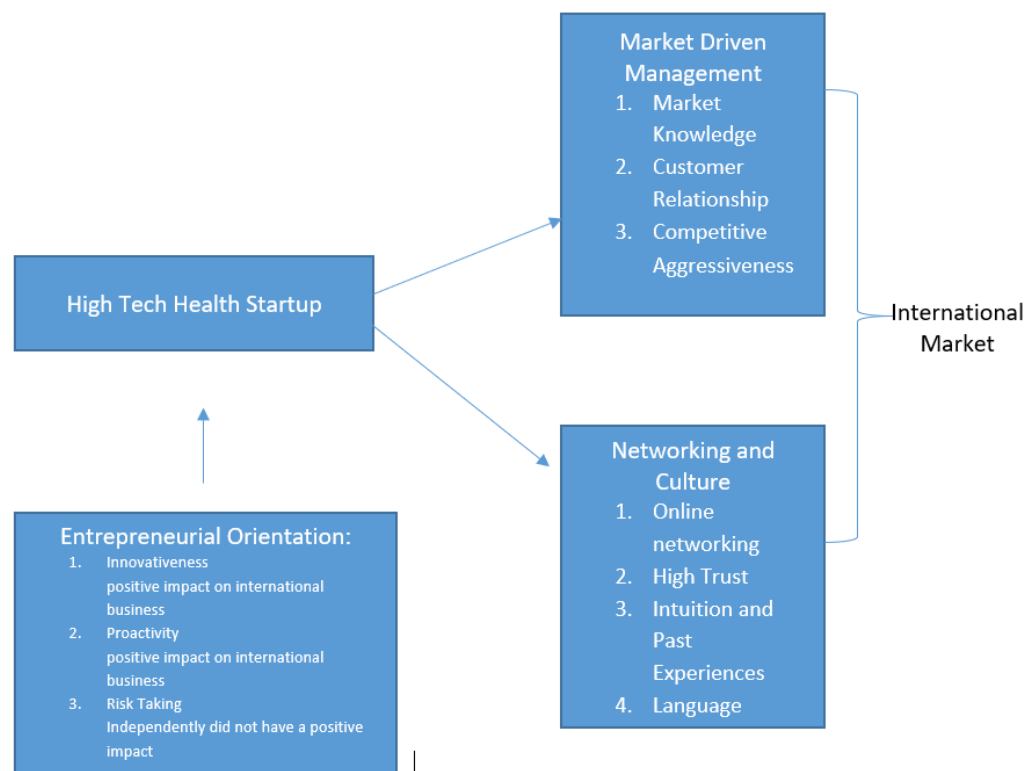 Market Driven
Management
1. Market
Knowledge
2. Customer
Relationship
3. Competitive
Aggressiveness
High Tech Health Startup
International
Market
Networking and
Culture
1. Online
networking
2. High Trust
3. Intuition and
Past
Experiences
4. Language
Entrepreneurial Orientation:
1. Innovativeness
positive impact on international
business
2. Proactivity
positive impact on international
business
3. Risk Taking
Independently did not have a positive
impact